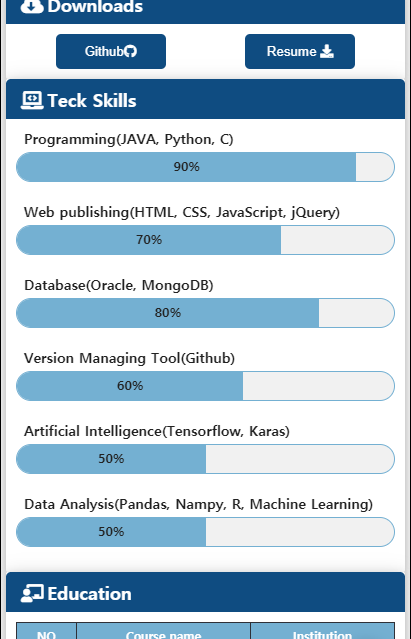 Downloads
Github Resume
Teck Skills
Programming(JAVA, Python, C)
90%
Web publishing(HTML, CSS, JavaScript, jQuery)
70%
Database(Oracle, MongoDB)
80%
Version Managing Tool(Github)
60%
Artificial Intelligence(Tensorflow, Karas)
50%
Data Analysis(Pandas, Nampy, R, Machine Learning)
50%
Education
NO Course name Institution